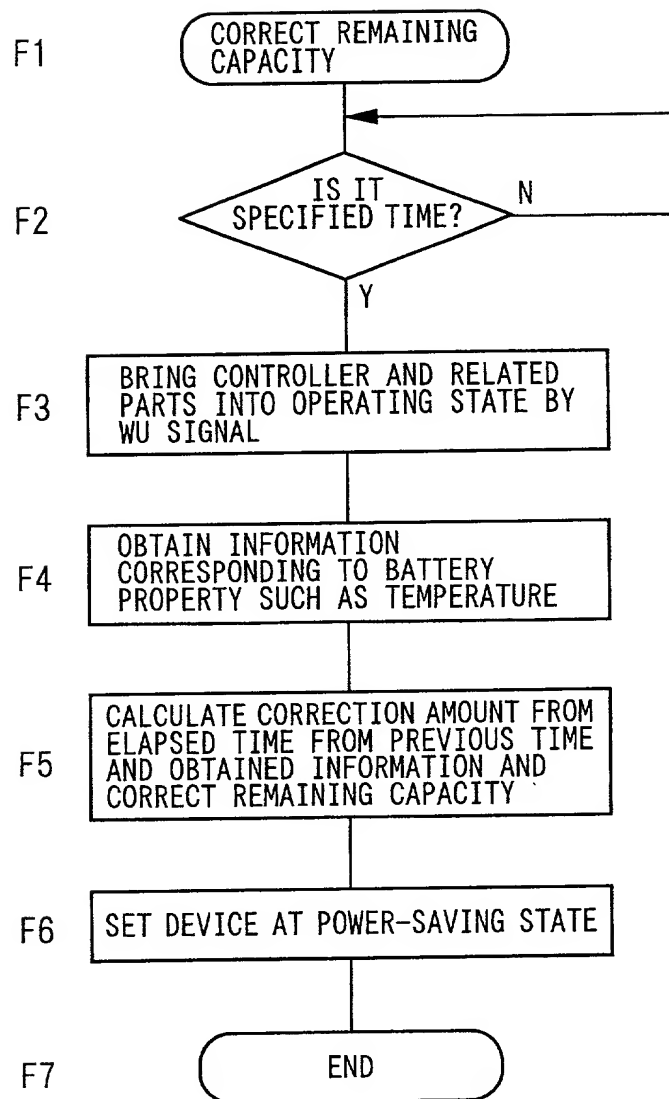 F1
CORRECT REMAINING
CAPACITY
F2
IS IT
SPECIFIED TIME?
N
Y
F3
BRING CONTROLLER AND RELATED
PARTS INTO OPERATING STATE BY
WU SIGNAL
F4
OBTAIN INFORMATION
CORRESPONDING TO BATTERY
PROPERTY SUCH AS TEMPERATURE
F5
CALCULATE CORRECTION AMOUNT FROM
ELAPSED TIME FROM PREVIOUS TIME
AND OBTAINED INFORMATION AND
CORRECT REMAINING CAPACITY
F6
SET DEVICE AT POWER-SAVING STATE
F7
END